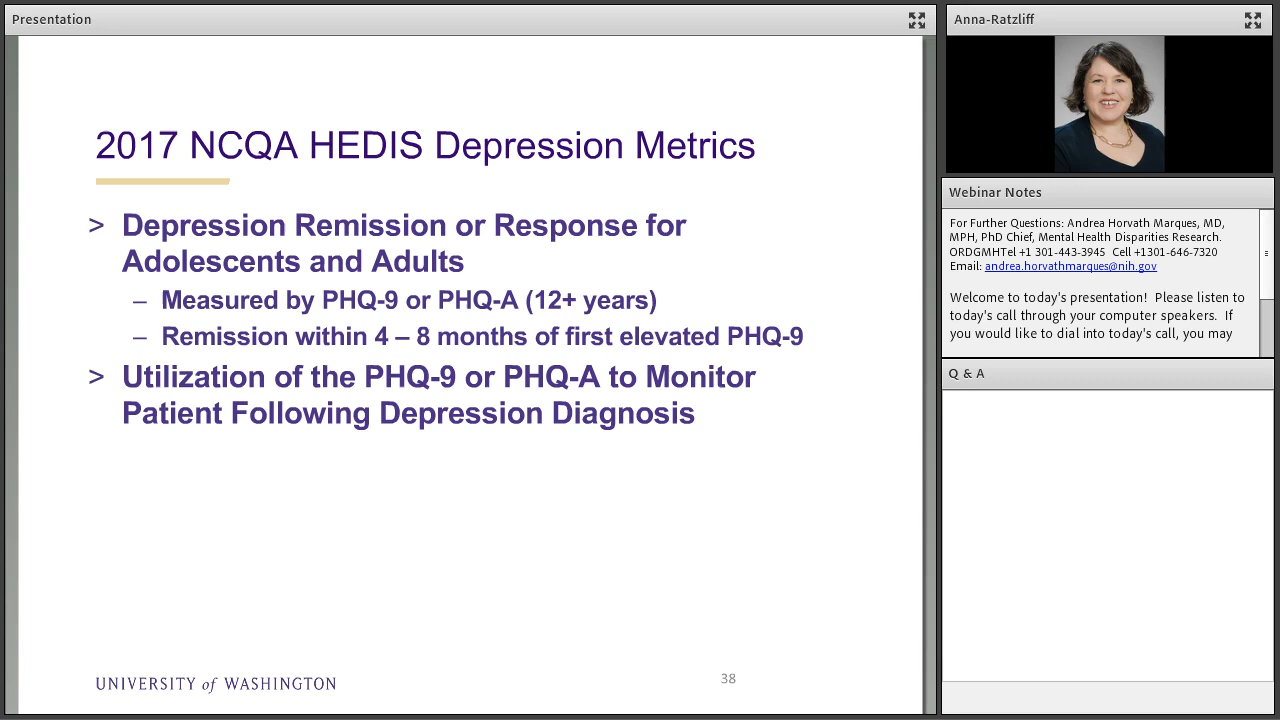 Presentation
2017 NCQA HEDIS Depression Metrics
> Depression Remission or Response for
Adolescents and Adults
– Measured by PHQ-9 or PHQ-A (12+ years)
– Remission within 4 – 8 months of first elevated PHQ-9
> Utilization of the PHQ-9 or PHQ-A to Monitor
Patient Following Depression Diagnosis
UNIVERSITY of WASHINGTON
38
Anna-Ratzliff
Webinar Notes
For Further Questions: Andrea Horvath Marques, MD,
MPH, PhD Chief, Mental Health Disparities Research.
ORDGMHTel +1 301-443-3945 Cell +1301-646-7320
Email: andrea.horvathmarques@nih.gov
Welcome to today's presentation! Please listen to
today's call through your computer speakers. If
you would like to dial into today's call, you may
Q & A